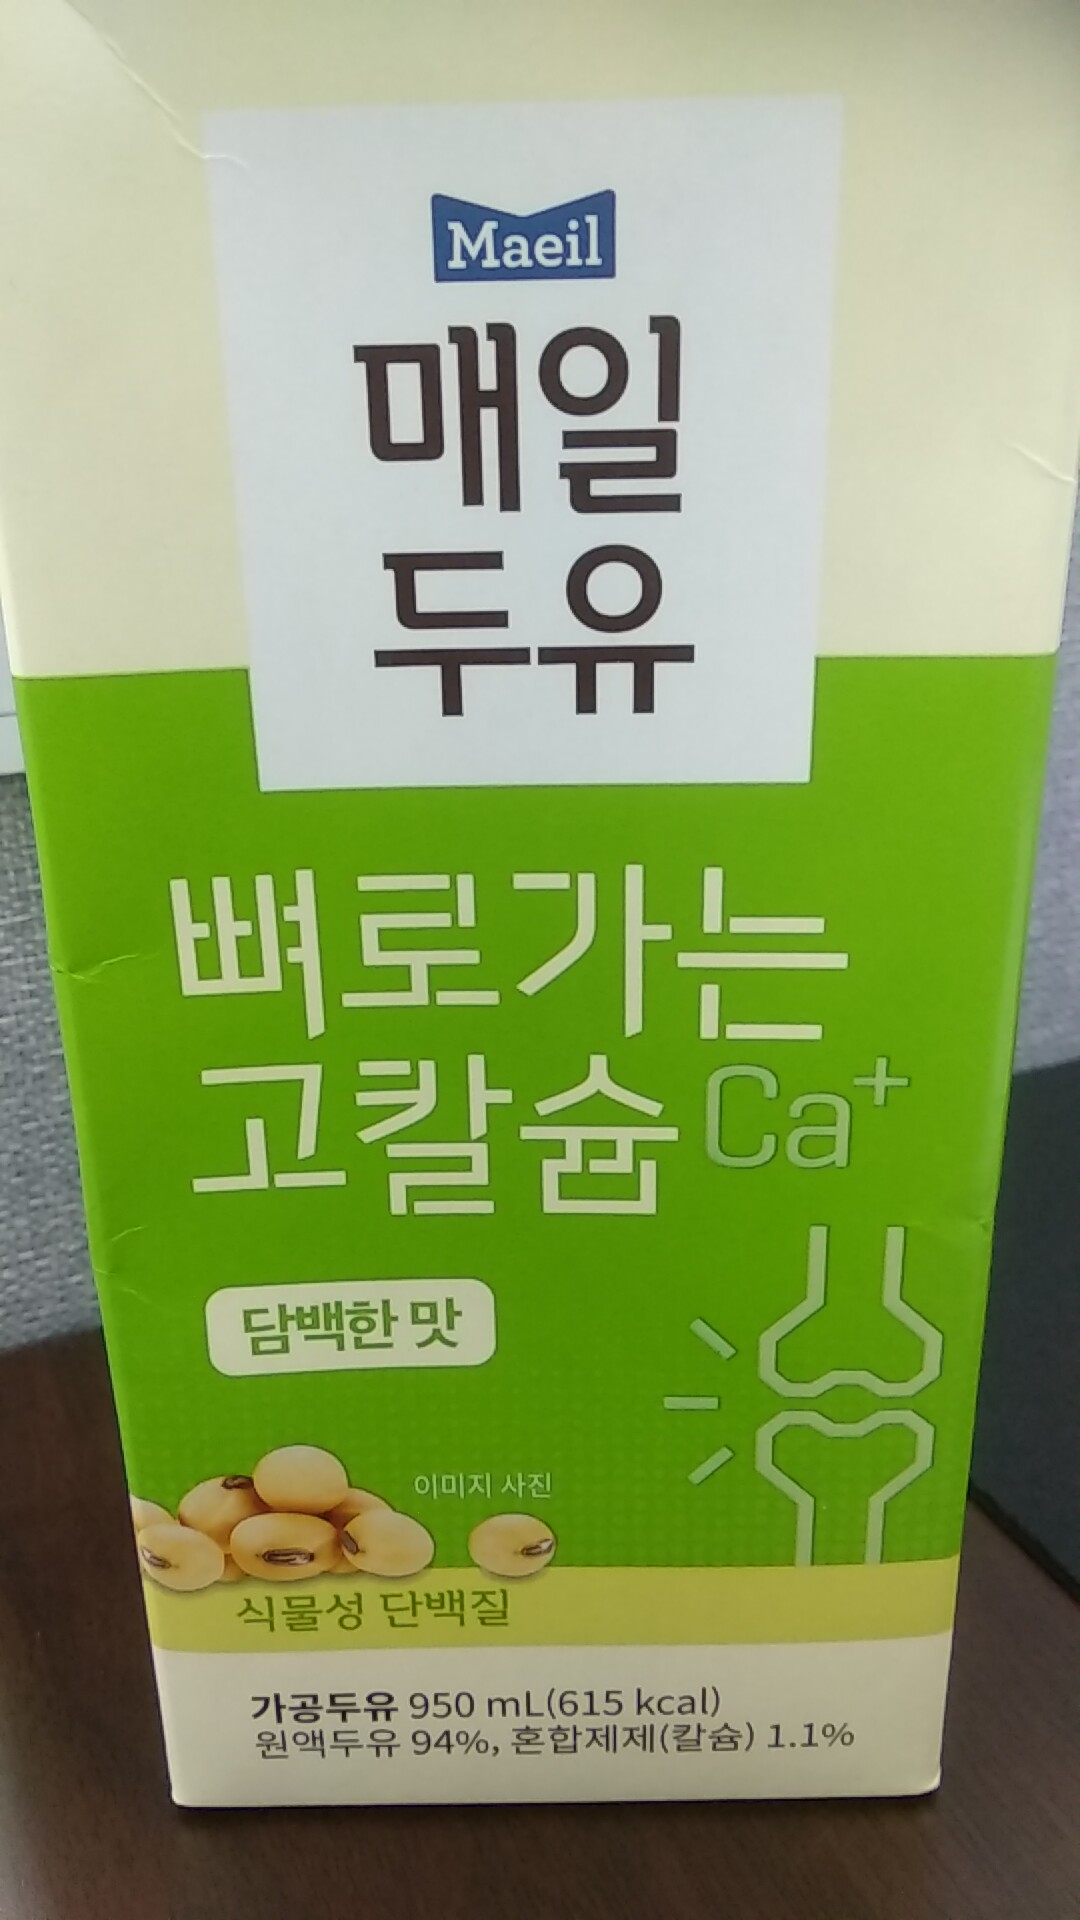 Maeil
매일
두유
뼈로가는
고칼슘 Ca+
담백한 맛
이미지 사진
식물성 단백질
가공두유 950 mL(615 kcal)
원액두유 94%, 혼합제제(칼슘) 1.1%